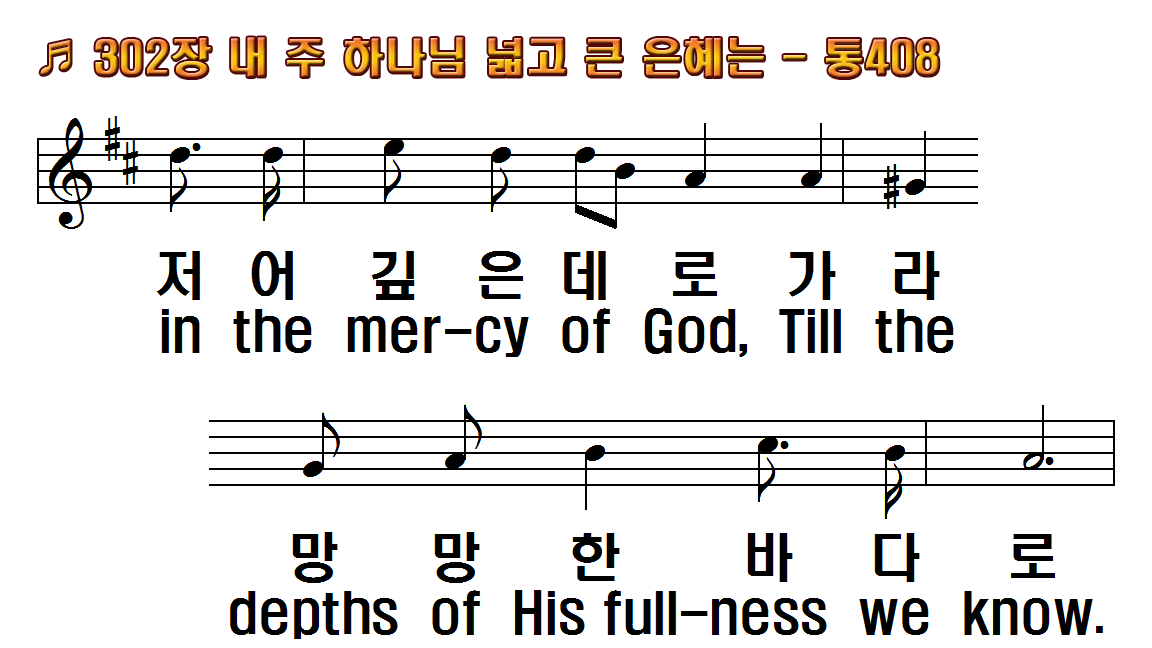 ♬ 302장 내 주 하나님 넓고 큰 은혜는 - 통408
저 어 깊 은 데 로 가 라
in the mer-cy of God, Till the
망 망 한 바 다 로
depths of His full-ness we know.